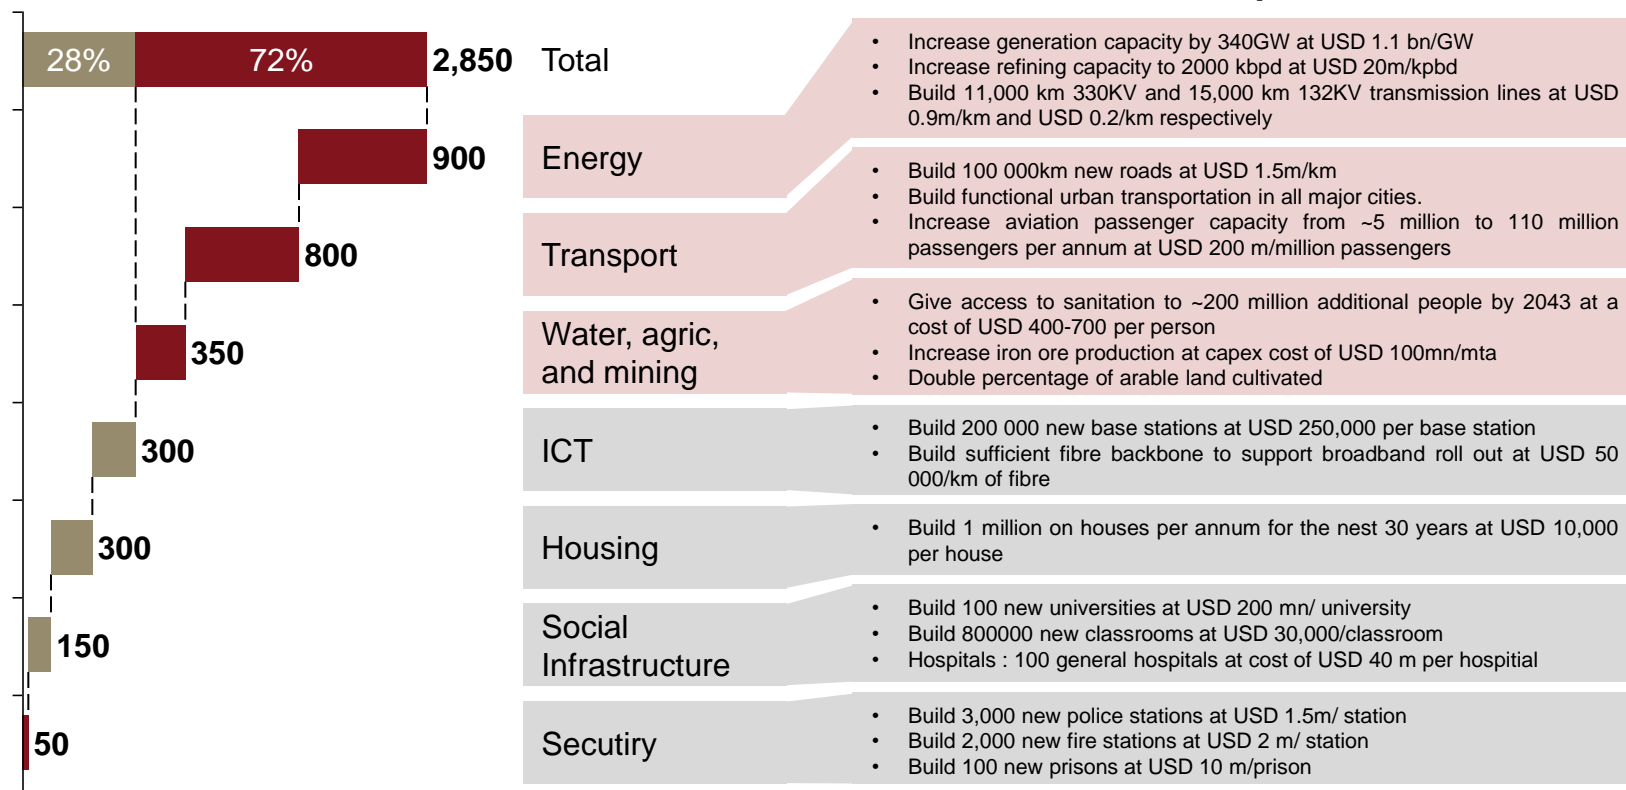 28% 72% 2,850 Total
• Increase generation capacity by 340GW at USD 1.1 bn/GW
• Increase refining capacity to 2000 kbpd at USD 20m/kpbd
• Build 11,000 km 330KV and 15,000 km 132KV transmission lines at USD
0.9m/km and USD 0.2/km respectively
900 Energy
• Build 100 000km new roads at USD 1.5m/km
• Build functional urban transportation in all major cities.
• Increase aviation passenger capacity from ~5 million to 110 million
passengers per annum at USD 200 m/million passengers
800 Transport
• Give access to sanitation to ~200 million additional people by 2043 at a
cost of USD 400-700 per person
• Increase iron ore production at capex cost of USD 100mn/mta
• Double percentage of arable land cultivated
350 Water, agric,
and mining
• Build 200 000 new base stations at USD 250,000 per base station
• Build sufficient fibre backbone to support broadband roll out at USD 50
000/km of fibre
300 ICT
• Build 1 million on houses per annum for the nest 30 years at USD 10,000
per house
300 Housing
• Build 100 new universities at USD 200 mn/ university
• Build 800000 new classrooms at USD 30,000/classroom
• Hospitals : 100 general hospitals at cost of USD 40 m per hospitial
150 Social
Infrastructure
• Build 3,000 new police stations at USD 1.5m/ station
• Build 2,000 new fire stations at USD 2 m/ station
• Build 100 new prisons at USD 10 m/prison
50 Secutiry